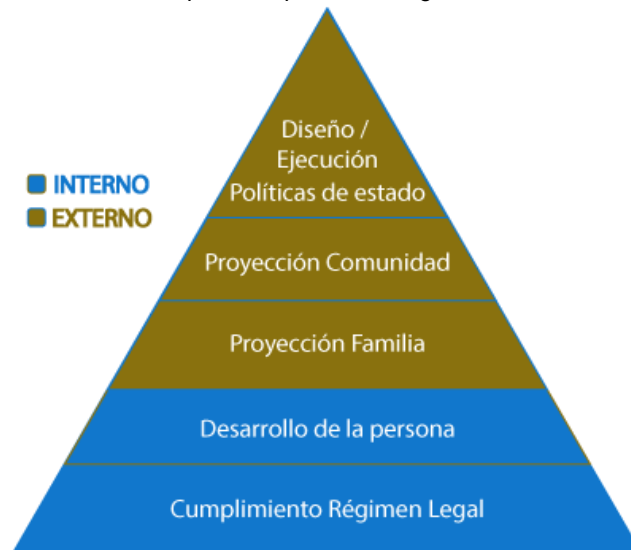 Diseño /
Ejecución
Políticas de estado
INTERNO
EXTERNO
Proyección Comunidad
Proyección Familia
Desarrollo de la persona
Cumplimiento Régimen Legal